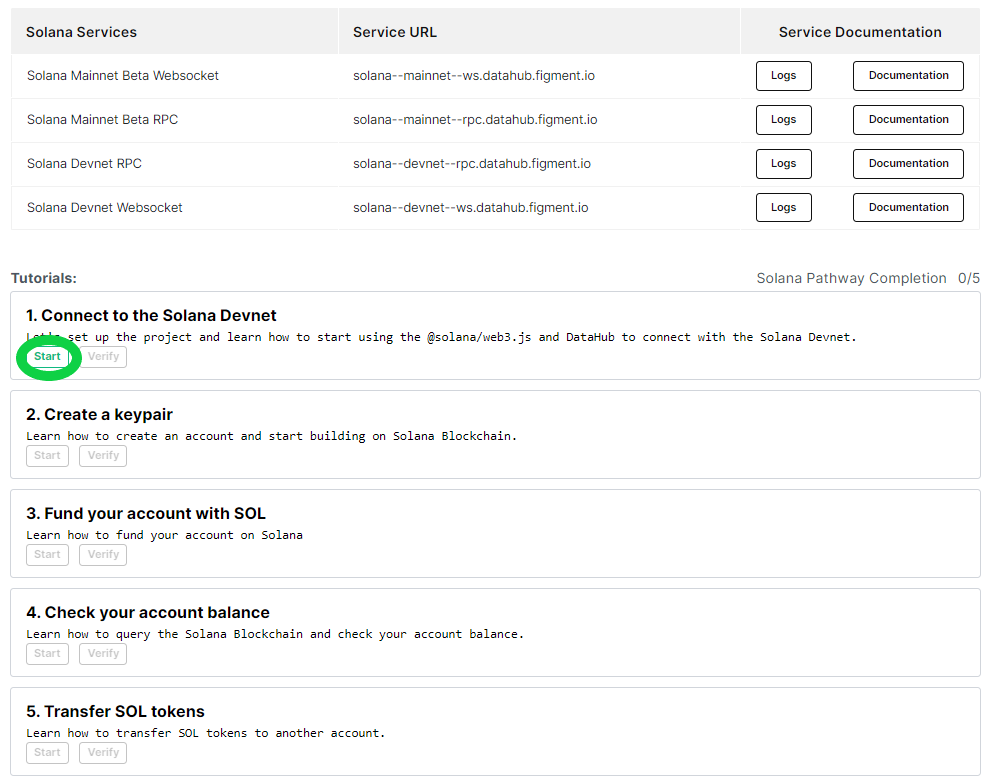 Solana Services Service URL Service Documentation
Solana Mainnet Beta Websocket solana--mainnet--ws.datahub.figment.io Logs Documentation
Solana Mainnet Beta RPC solana--mainnet--rpc.datahub.figment.io Logs Documentation
Solana Devnet RPC solana--devnet--rpc.datahub.figment.io Logs Documentation
Solana Devnet Websocket solana--devnet--ws.datahub.figment.io Logs Documentation
Tutorials: Solana Pathway Completion 0/5
1. Connect to the Solana Devnet
Let's set up the project and learn how to start using the @solana/web3.js and DataHub to connect with the Solana Devnet.
Start Verify
2. Create a keypair
Learn how to create an account and start building on Solana Blockchain.
Start Verify
3. Fund your account with SOL
Learn how to fund your account on Solana
Start Verify
4. Check your account balance
Learn how to query the Solana Blockchain and check your account balance.
Start Verify
5. Transfer SOL tokens
Learn how to transfer SOL tokens to another account.
Start Verify